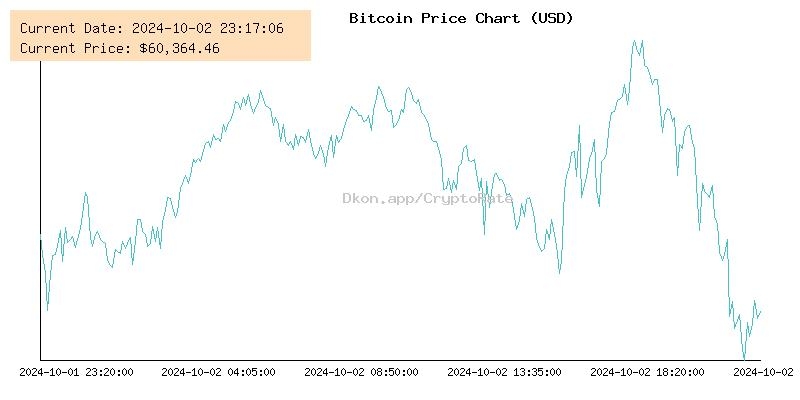 Bitcoin Price Chart (USD)
Current Date: 2024-10-02 23:17:06
Current Price: $60,364.46
Dkon.app/CryptoRate
2024-10-01 23:20:00 2024-10-02 04:05:00 2024-10-02 08:50:00 2024-10-02 13:35:00 2024-10-02 18:20:00 2024-10-02